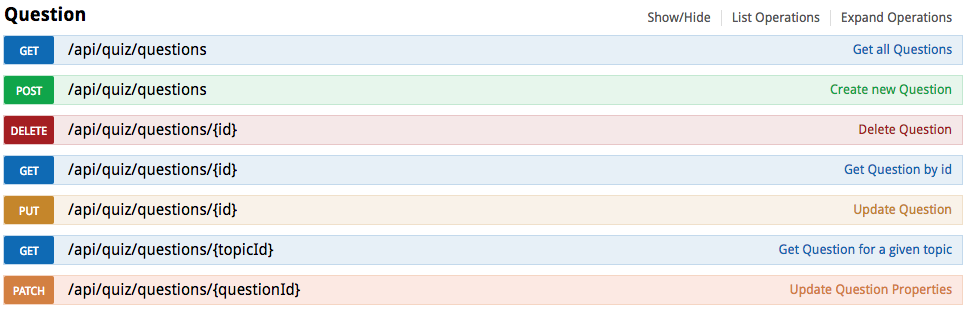 Question Show/Hide List Operations Expand Operations
GET /api/quiz/questions Get all Questions
POST /api/quiz/questions Create new Question
DELETE /api/quiz/questions/{id} Delete Question
GET /api/quiz/questions/{id} Get Question by id
PUT /api/quiz/questions/{id} Update Question
GET /api/quiz/questions/{topicId} Get Question for a given topic
PATCH /api/quiz/questions/{questionId} Update Question Properties